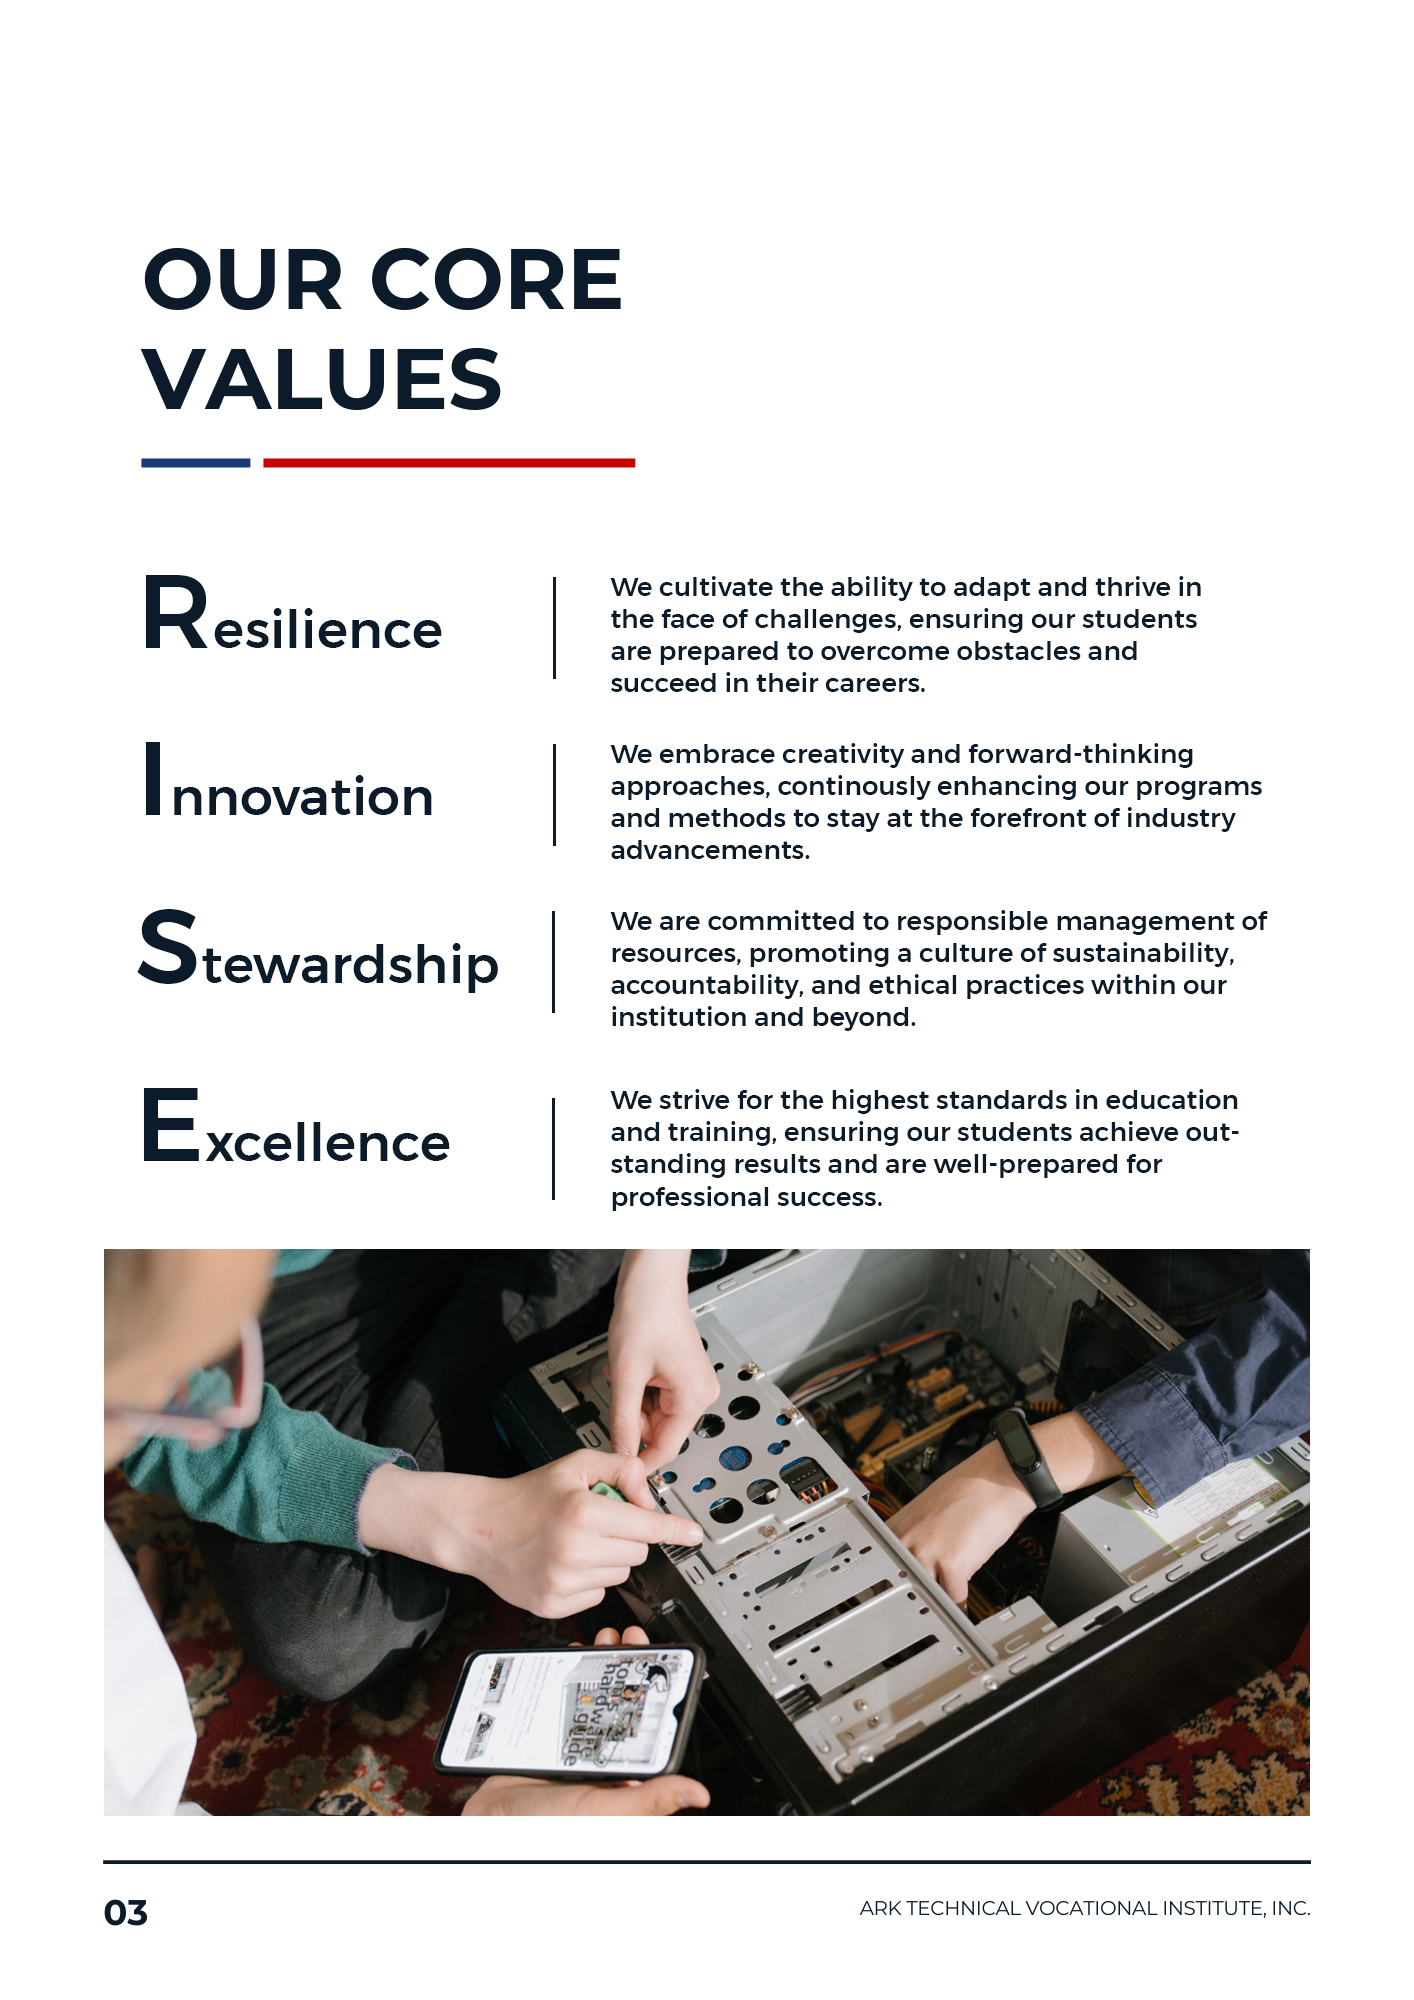 OUR CORE
VALUES
Resilience
We cultivate the ability to adapt and thrive in
the face of challenges, ensuring our students
are prepared to overcome obstacles and
succeed in their careers.
Innovation
We embrace creativity and forward-thinking
approaches, continously enhancing our programs
and methods to stay at the forefront of industry
advancements.
Stewardship
We are committed to responsible management of
resources, promoting a culture of sustainability,
accountability, and ethical practices within our
institution and beyond.
Excellence
We strive for the highest standards in education
and training, ensuring our students achieve out-
standing results and are well-prepared for
professional success.
tom's
hardware
guide
03
ARK TECHNICAL VOCATIONAL INSTITUTE, INC.